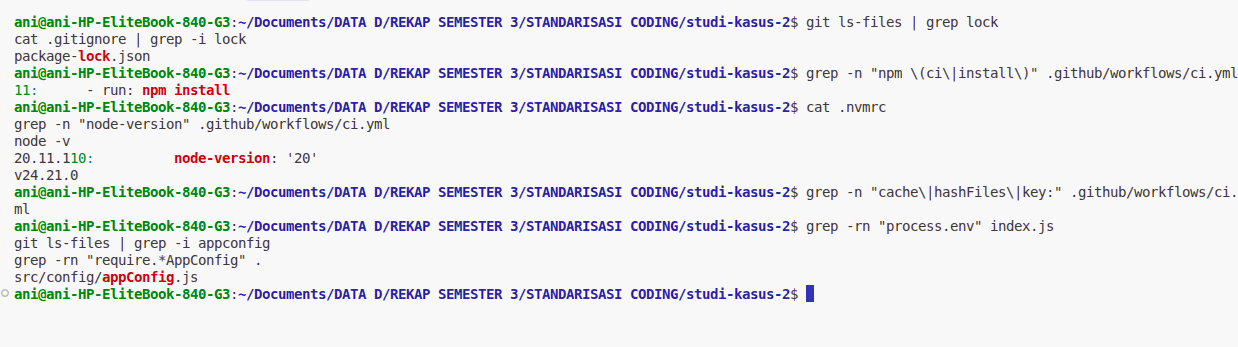 ani@ani-HP-EliteBook-840-G3:~/Documents/DATA D/REKAP SEMESTER 3/STANDARISASI CODING/studi-kasus-2$ git ls-files | grep lock
cat .gitignore | grep -i lock
package-lock.json
ani@ani-HP-EliteBook-840-G3:~/Documents/DATA D/REKAP SEMESTER 3/STANDARISASI CODING/studi-kasus-2$ grep -n "npm \(ci\|install\)" .github/workflows/ci.yml
11:      - run: npm install
ani@ani-HP-EliteBook-840-G3:~/Documents/DATA D/REKAP SEMESTER 3/STANDARISASI CODING/studi-kasus-2$ cat .nvmrc
grep -n "node-version" .github/workflows/ci.yml
node -v
20.11.110:          node-version: '20'
v24.21.0
ani@ani-HP-EliteBook-840-G3:~/Documents/DATA D/REKAP SEMESTER 3/STANDARISASI CODING/studi-kasus-2$ grep -n "cache\|hashFiles\|key:" .github/workflows/ci.
ml
ani@ani-HP-EliteBook-840-G3:~/Documents/DATA D/REKAP SEMESTER 3/STANDARISASI CODING/studi-kasus-2$ grep -rn "process.env" index.js
git ls-files | grep -i appconfig
grep -rn "require.*AppConfig" .
src/config/appConfig.js
ani@ani-HP-EliteBook-840-G3:~/Documents/DATA D/REKAP SEMESTER 3/STANDARISASI CODING/studi-kasus-2$